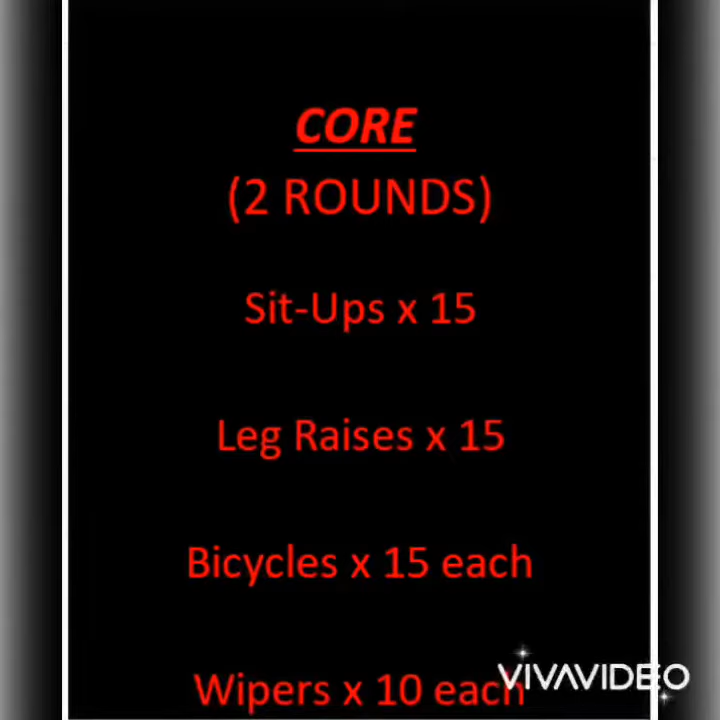 CORE
(2 ROUNDS)
Sit-Ups x 15
Leg Raises x 15
Bicycles x 15 each
Wipers x 10 each
VIVAVIDEO